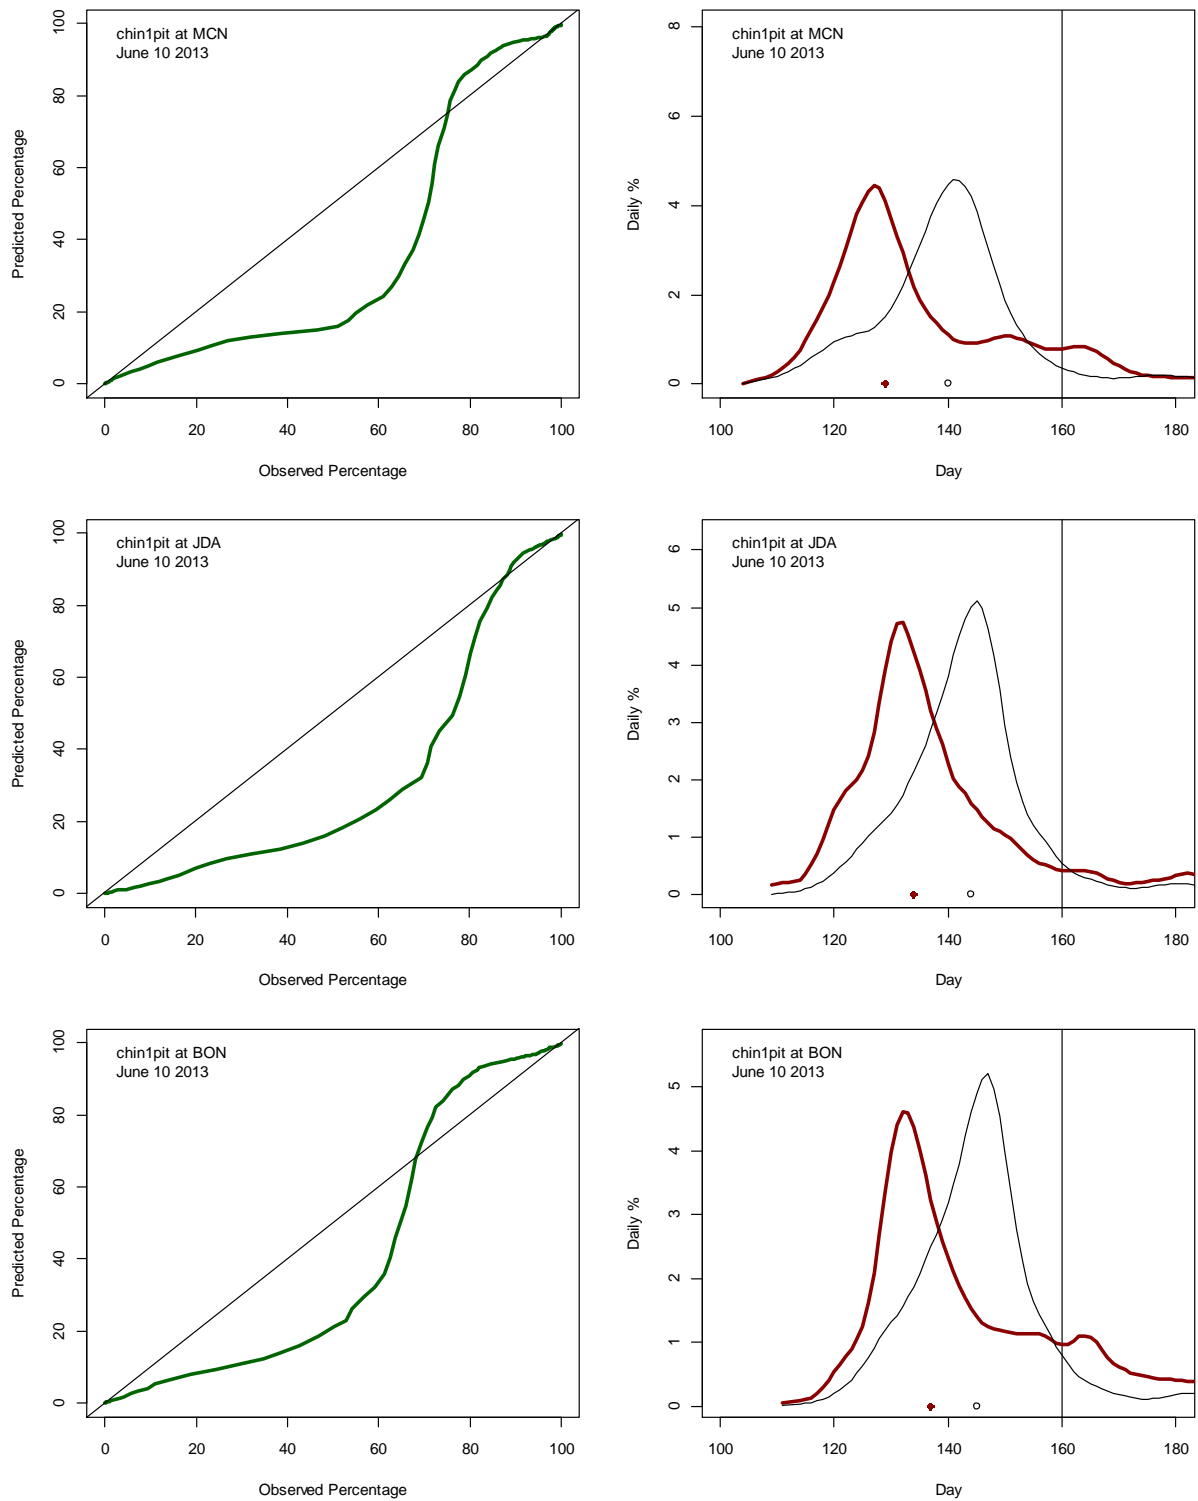 chin1pit at MCN
June 10 2013
Predicted Percentage
0 20 40 60 80 100
0 20 40 60 80 100
Observed Percentage
chin1pit at MCN
June 10 2013
Daily %
0 2 4 6 8
100 120 140 160 180
Day
chin1pit at JDA
June 10 2013
Predicted Percentage
0 20 40 60 80 100
0 20 40 60 80 100
Observed Percentage
chin1pit at JDA
June 10 2013
Daily %
0 1 2 3 4 5 6
100 120 140 160 180
Day
chin1pit at BON
June 10 2013
Predicted Percentage
0 20 40 60 80 100
0 20 40 60 80 100
Observed Percentage
chin1pit at BON
June 10 2013
Daily %
0 1 2 3 4 5
100 120 140 160 180
Day